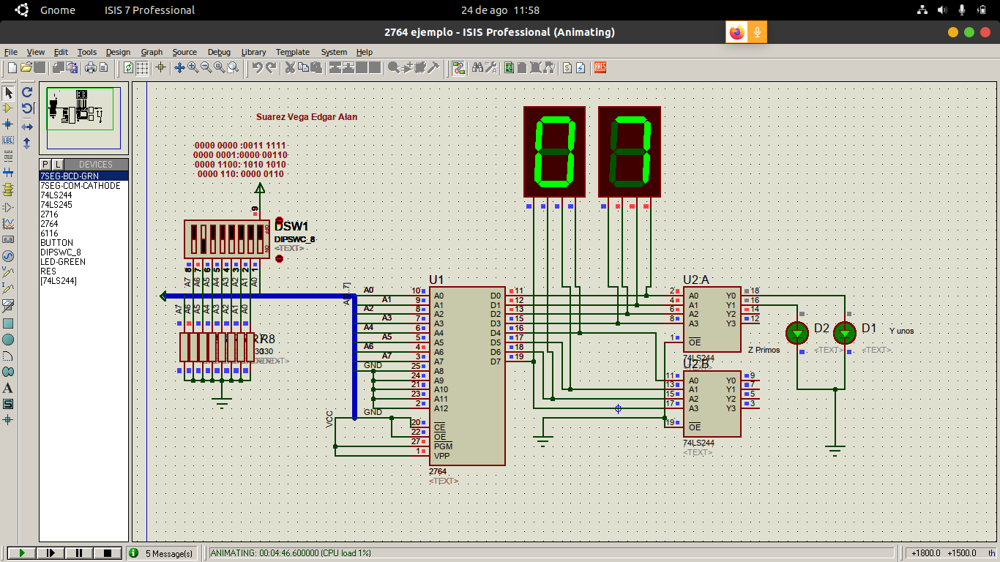 Gnome ISIS 7 Professional 24 de ago 11:58
2764 ejemplo - ISIS Professional (Animating)
File View Edit Tools Design Graph Source Debug Library Template System Help
ARES
LBL
P L DEVICES
7SEG-BCD-GRN
7SEG-COM-CATHODE
74LS244
74LS245
2716
2764
6116
BUTTON
DIPSWC_8
LED-GREEN
RES
[74LS244]
A
S
Suarez Vega Edgar Alan
0000 0000 :0011 1111
0000 0001:0000 00110
0000 1100: 1010 1010
0000 110: 0000 0110
9
OFF
ON
DSW1
DIPSWC_8
<TEXT>
8 7 6 5 4 3 2 1
A7 A6 A5 A4 A3 A2 A1 A0
A7 A6 A5 A4 A3 A2 A1 A0
R8
330
<TEXT>
07
U1
A0 10 A0 D0 11
A1 9 A1 D1 12
A2 8 A2 D2 13
A3 7 A3 D3 15
A4 6 A4 D4 16
A5 5 A5 D5 17
A6 4 A6 D6 18
A7 3 A7 D7 19
GND 25 A8
24 A9
21 A10
23 A11
2 A12
GND
VCC
20 CE
22 OE
27 PGM
1 VPP
2764
<TEXT>
U2:A
2 A0 Y0 18
4 A1 Y1 16
6 A2 Y2 14
8 A3 Y3 12
1 OE
74LS244
U2:B
11 A0 Y0 9
13 A1 Y1 7
15 A2 Y2 5
17 A3 Y3 3
19 OE
74LS244
<TEXT>
D2
<TEXT>
Z Primos
D1
<TEXT>
Y unos
5 Message(s)
ANIMATING: 00:04:46.600000 (CPU load 1%)
+1800.0 +1500.0 th